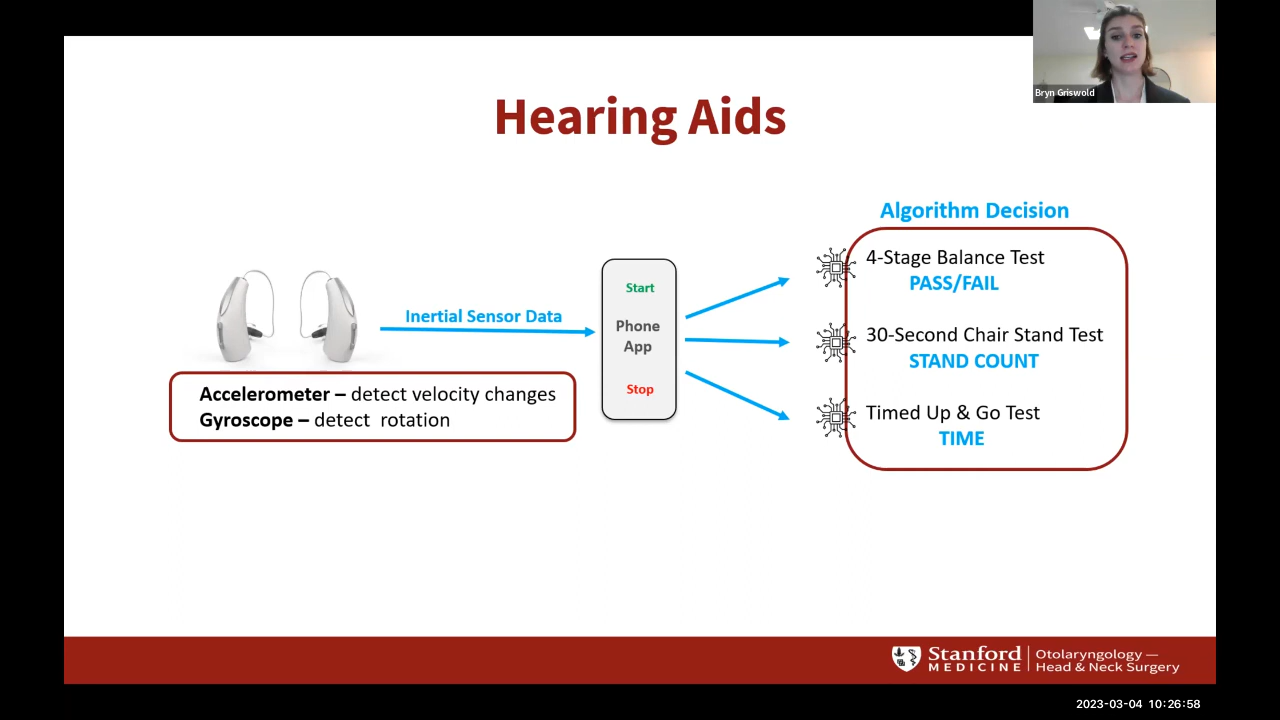 Bryn Griswold
Hearing Aids
Algorithm Decision
4-Stage Balance Test
PASS/FAIL
30-Second Chair Stand Test
STAND COUNT
Timed Up & Go Test
TIME
Inertial Sensor Data
Start
Phone
App
Stop
Accelerometer – detect velocity changes
Gyroscope – detect rotation
Stanford
MEDICINE
Otolaryngology —
Head & Neck Surgery
2023-03-04 10:26:58